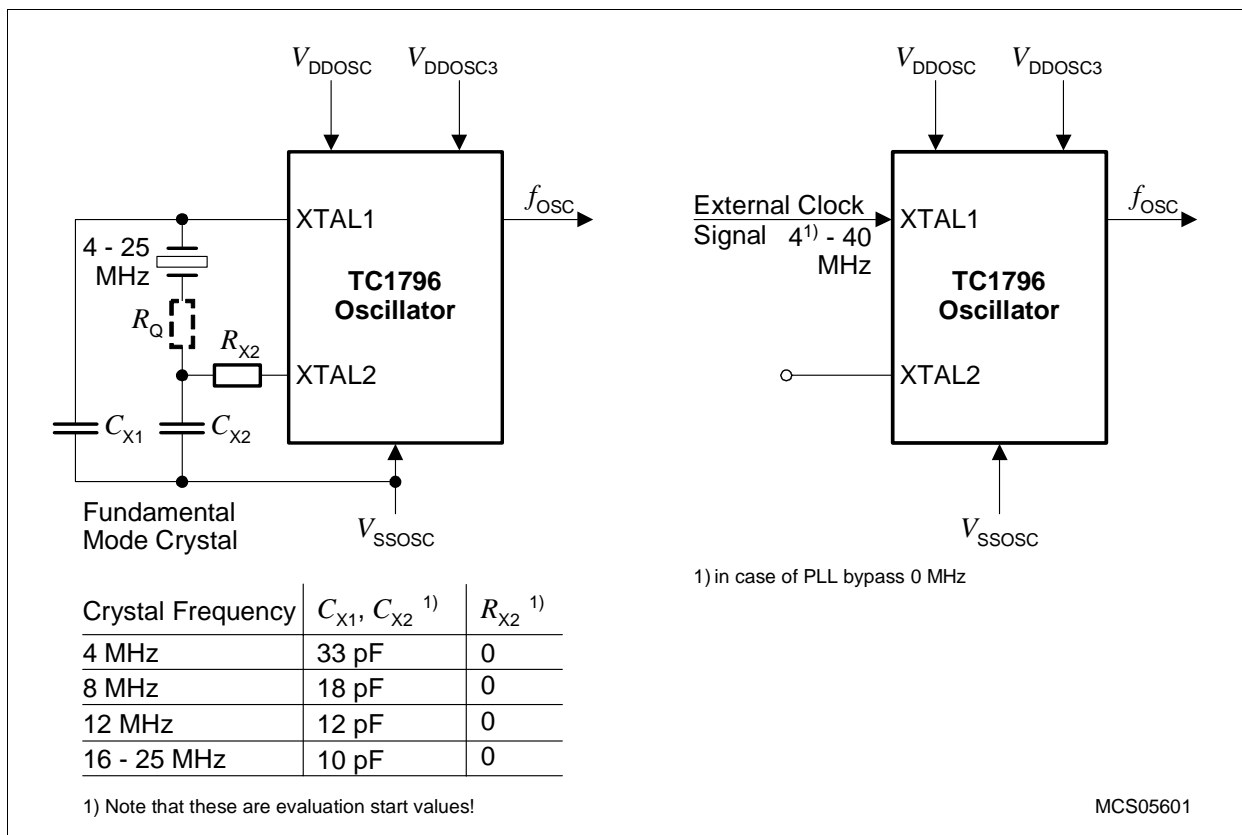 VDDOSC VDDOSC3
XTAL1
fOSC
4 - 25
MHz
TC1796
Oscillator
RQ
RX2
XTAL2
CX1
CX2
Fundamental
Mode Crystal
VSSOSC
Crystal Frequency CX1, CX2 1) RX2 1)
4 MHz 33 pF 0
8 MHz 18 pF 0
12 MHz 12 pF 0
16 - 25 MHz 10 pF 0
1) Note that these are evaluation start values!
VDDOSC VDDOSC3
External Clock
Signal 41) - 40
MHz
XTAL1
fOSC
TC1796
Oscillator
XTAL2
VSSOSC
1) in case of PLL bypass 0 MHz
MCS05601